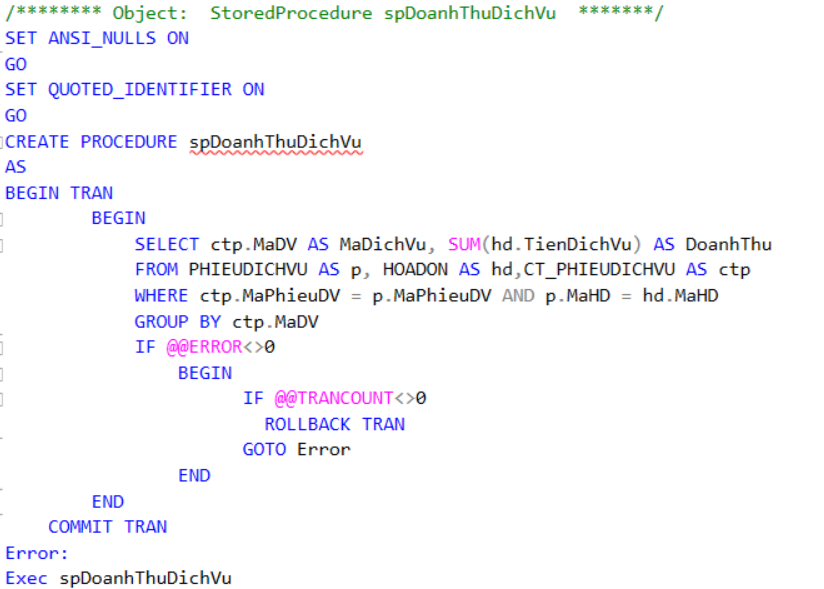 /******** Object:  StoredProcedure spDoanhThuDichVu  *******/
SET ANSI_NULLS ON
GO
SET QUOTED_IDENTIFIER ON
GO
CREATE PROCEDURE spDoanhThuDichVu
AS
BEGIN TRAN
        BEGIN
            SELECT ctp.MaDV AS MaDichVu, SUM(hd.TienDichVu) AS DoanhThu
            FROM PHIEUDICHVU AS p, HOADON AS hd,CT_PHIEUDICHVU AS ctp
            WHERE ctp.MaPhieuDV = p.MaPhieuDV AND p.MaHD = hd.MaHD
            GROUP BY ctp.MaDV
            IF @@ERROR<>0
                BEGIN
                      IF @@TRANCOUNT<>0
                        ROLLBACK TRAN
                      GOTO Error
                END
        END
    COMMIT TRAN
Error:
Exec spDoanhThuDichVu